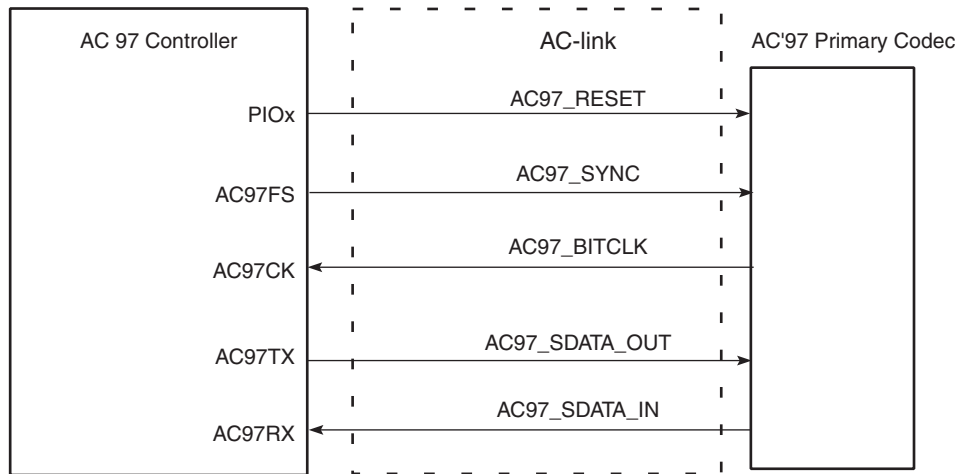 AC 97 Controller
AC-link
AC'97 Primary Codec
PIOx
AC97_RESET
AC97FS
AC97_SYNC
AC97CK
AC97_BITCLK
AC97TX
AC97_SDATA_OUT
AC97RX
AC97_SDATA_IN